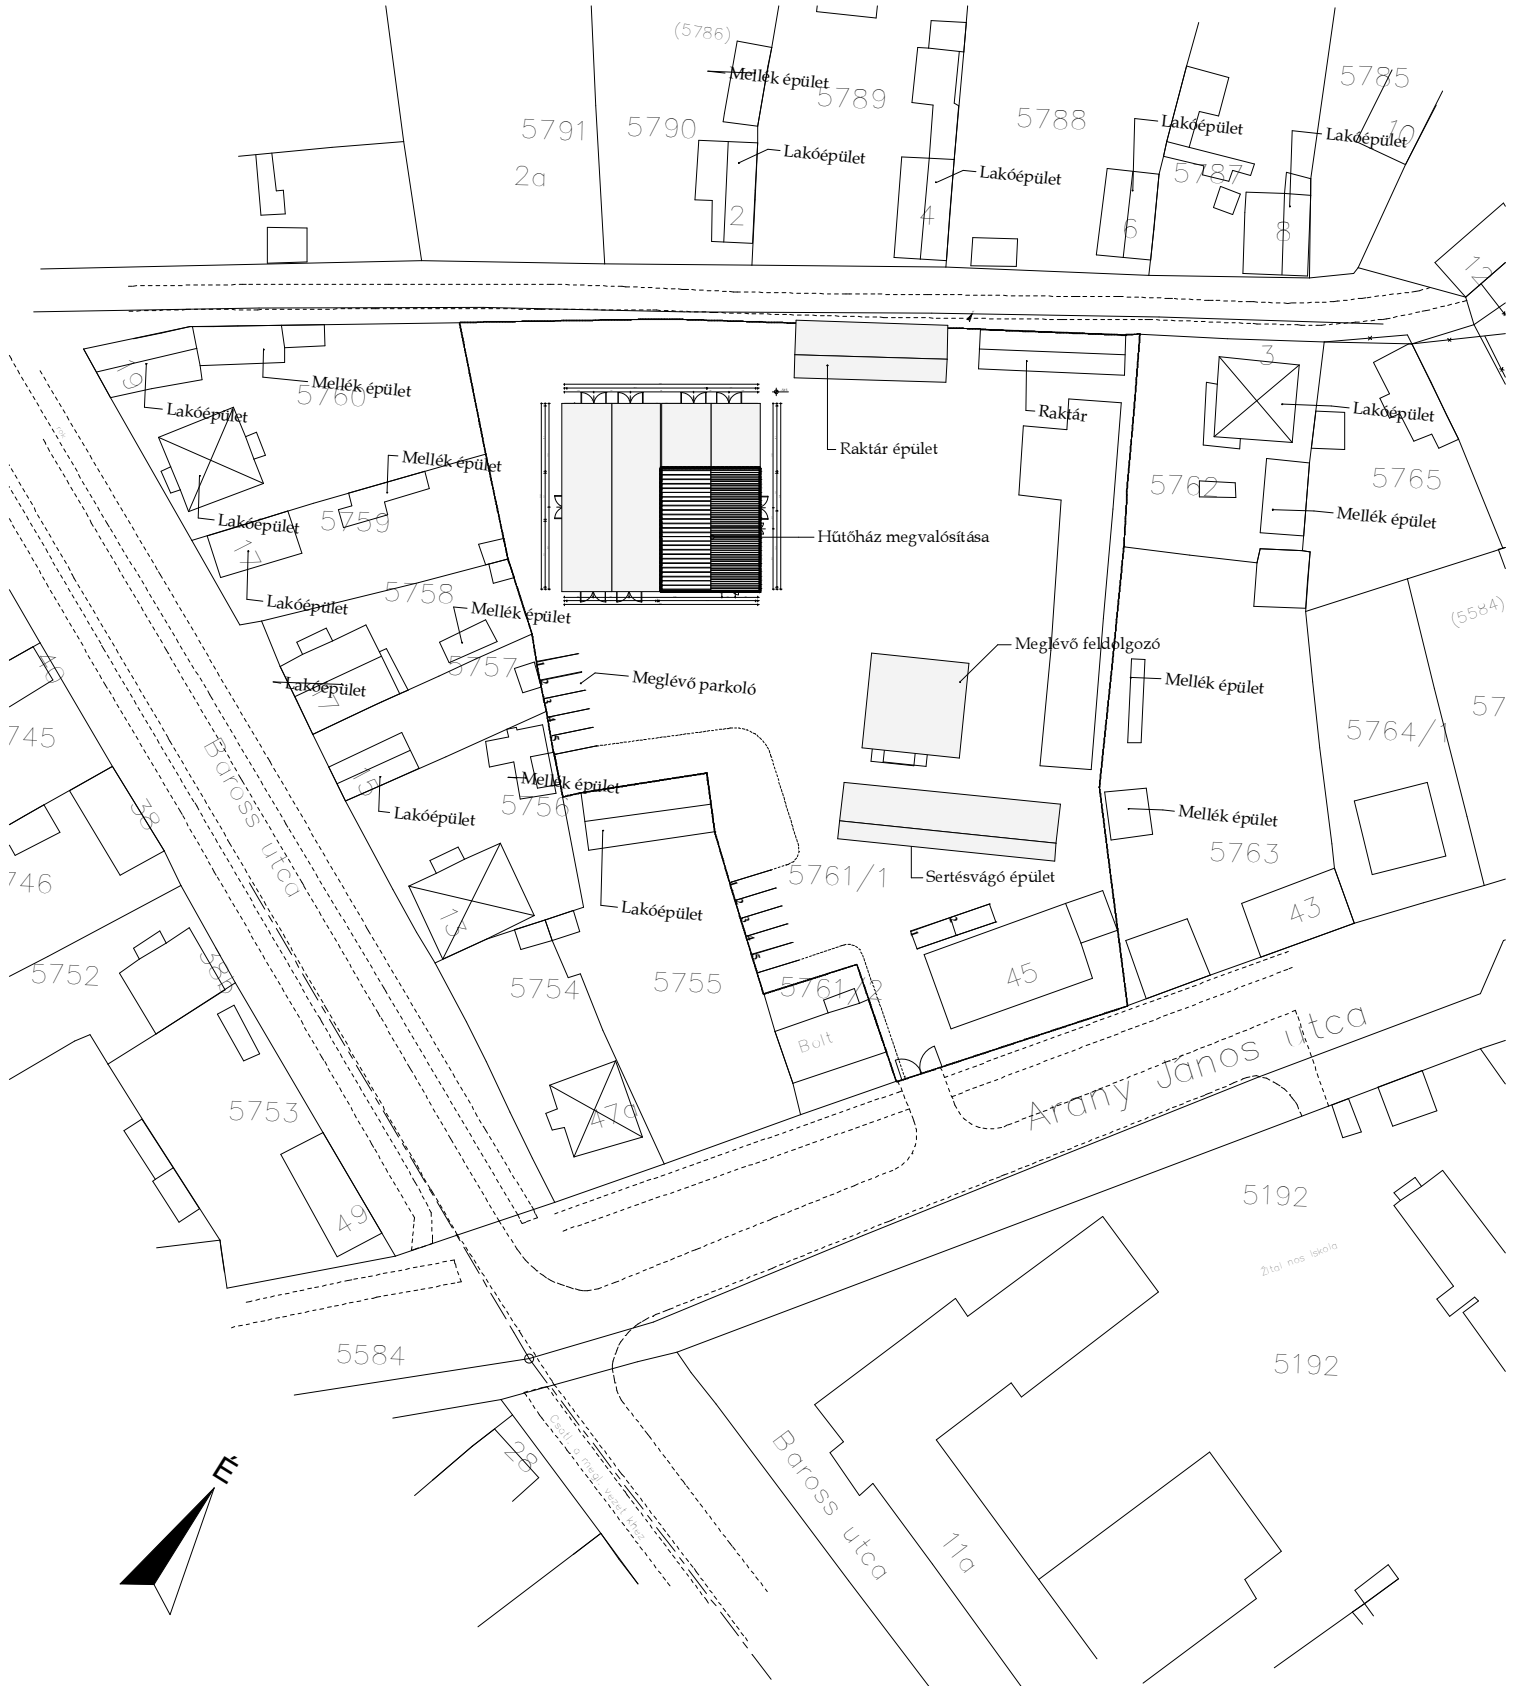 (5786)
Mellék épület
5789
5785
5791
5790
5788
Lakóépület
Lakóépület
10
Lakóépület
Lakóépület
5787
2a
2
4
6
8
12
3
19
Mellék épület
5760
Lakóépület
Lakóépület
Raktár
Raktár épület
Mellék épület
5762
5765
5759
Lakóépület
Mellék épület
17
Hűtőház megvalósítása
5758
Lakóépület
Mellék épület
(5584)
5757
Meglévő feldolgozó
Meglévő parkoló
Mellék épület
Lakóépület
17
57
745
5764/1
Baross utca
15
Mellék épület
5756
Lakóépület
38
Mellék épület
5763
746
5761/1
Sertésvágó épület
Lakóépület
13
43
5752
38b
5754
5755
5761/2
45
Bolt
Arany János utca
5753
47a
49
5192
5584
5192
28
Baross utca
11a
É